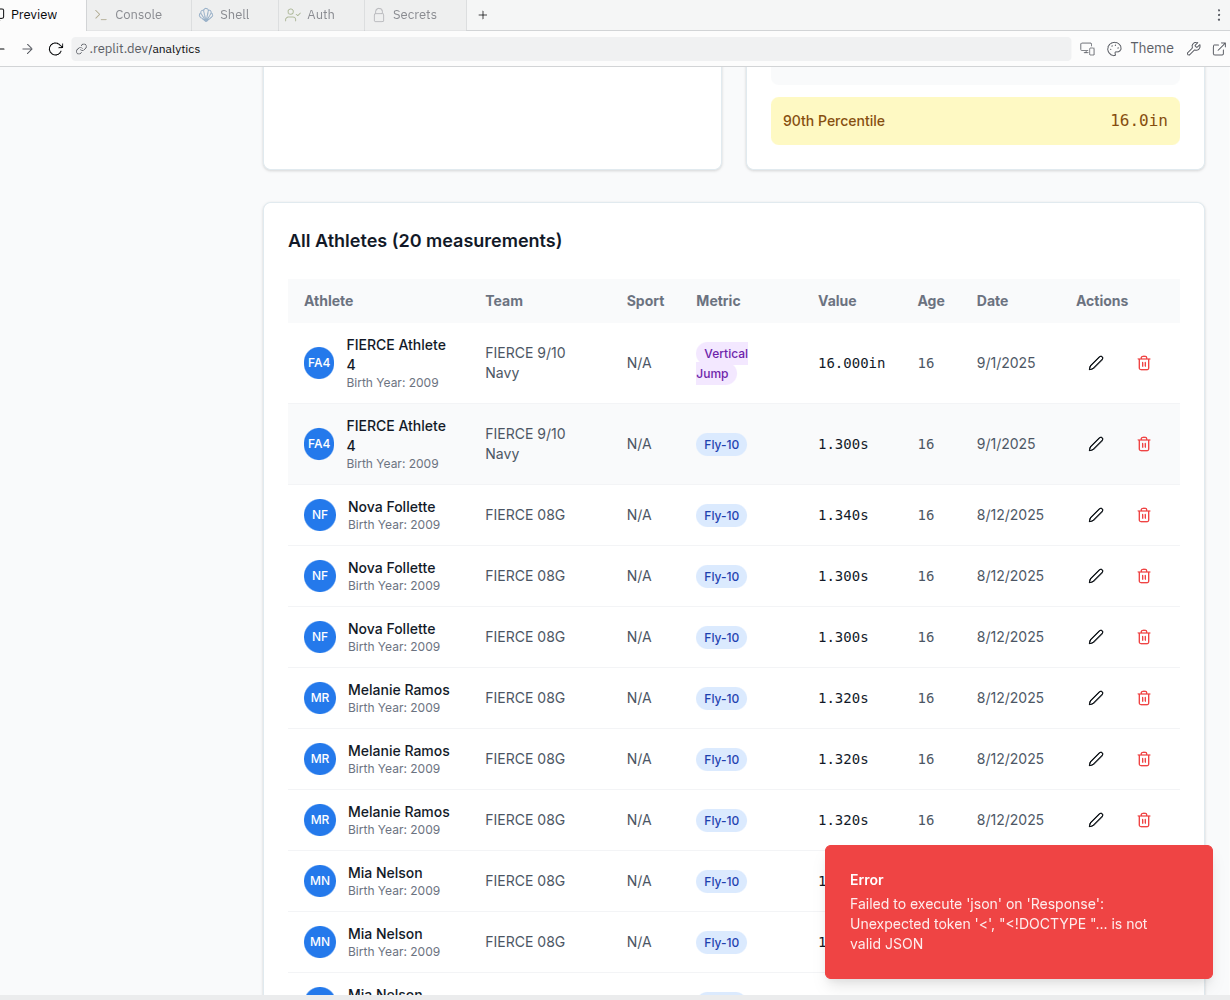 Preview Console Shell Auth Secrets
.replit.dev/analytics Theme
90th Percentile 16.0in
All Athletes (20 measurements)
Athlete Team Sport Metric Value Age Date Actions
FA4 FIERCE Athlete 4 Birth Year: 2009 FIERCE 9/10 Navy N/A Vertical Jump 16.000in 16 9/1/2025
FA4 FIERCE Athlete 4 Birth Year: 2009 FIERCE 9/10 Navy N/A Fly-10 1.300s 16 9/1/2025
NF Nova Follette Birth Year: 2009 FIERCE 08G N/A Fly-10 1.340s 16 8/12/2025
NF Nova Follette Birth Year: 2009 FIERCE 08G N/A Fly-10 1.300s 16 8/12/2025
NF Nova Follette Birth Year: 2009 FIERCE 08G N/A Fly-10 1.300s 16 8/12/2025
MR Melanie Ramos Birth Year: 2009 FIERCE 08G N/A Fly-10 1.320s 16 8/12/2025
MR Melanie Ramos Birth Year: 2009 FIERCE 08G N/A Fly-10 1.320s 16 8/12/2025
MR Melanie Ramos Birth Year: 2009 FIERCE 08G N/A Fly-10 1.320s 16 8/12/2025
MN Mia Nelson Birth Year: 2009 FIERCE 08G N/A Fly-10
MN Mia Nelson Birth Year: 2009 FIERCE 08G N/A Fly-10
Mia Nelson
Error
Failed to execute 'json' on 'Response':
Unexpected token '<', "<!DOCTYPE "... is not
valid JSON